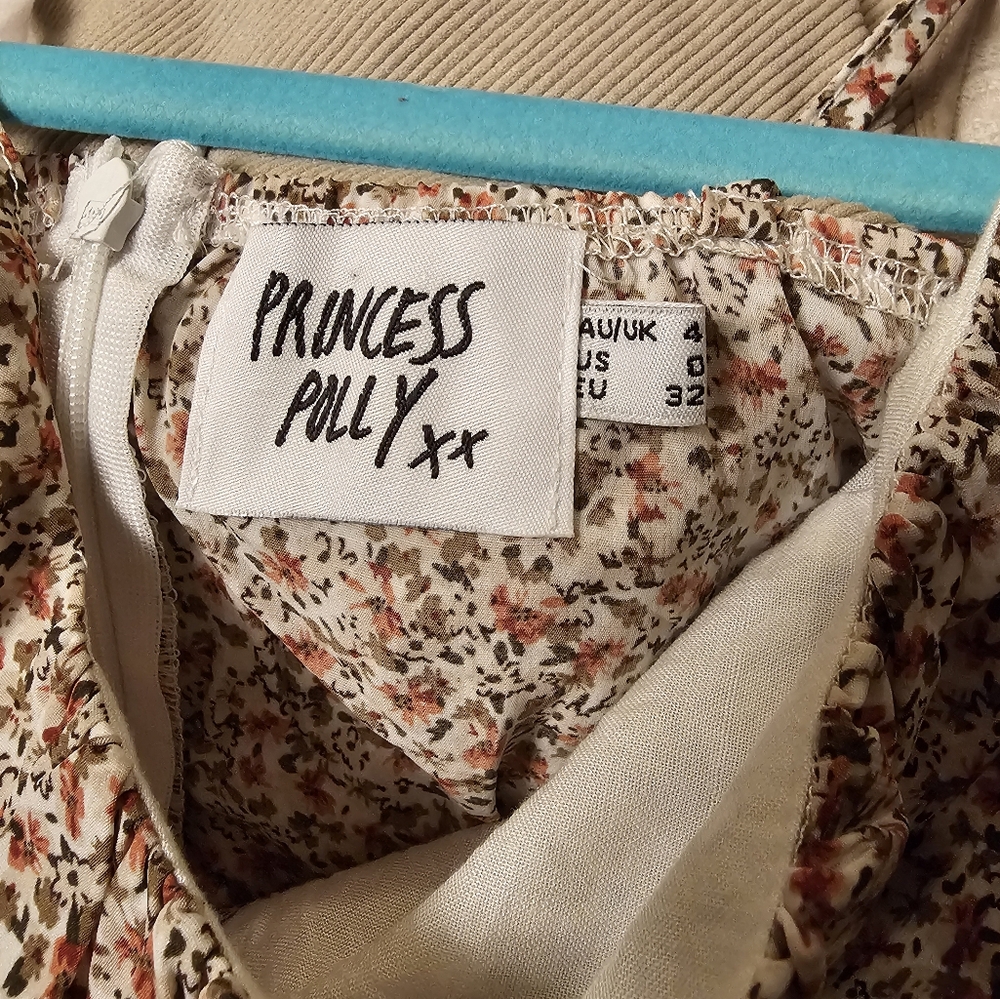 PRINCESS
POLLY xx
AU/UK 4
US 0
EU 32